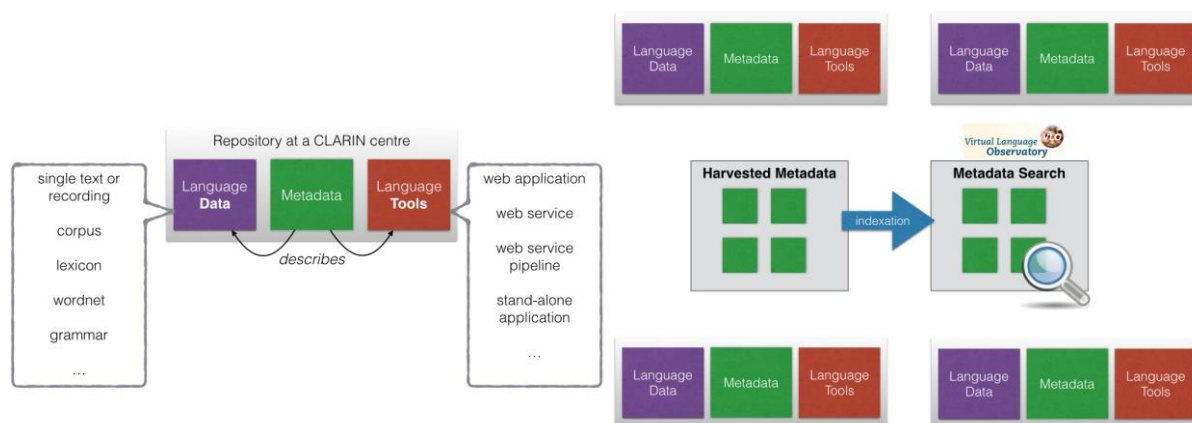 Repository at a CLARIN centre
Language
Data
Metadata
Language
Tools
describes
single text or
recording
corpus
lexicon
wordnet
grammar
...
web application
web service
web service
pipeline
stand-alone
application
...
Language
Data
Metadata
Language
Tools
Language
Data
Metadata
Language
Tools
Virtual Language
Observatory
VLO
Harvested Metadata
indexation
Metadata Search
Language
Data
Metadata
Language
Tools
Language
Data
Metadata
Language
Tools